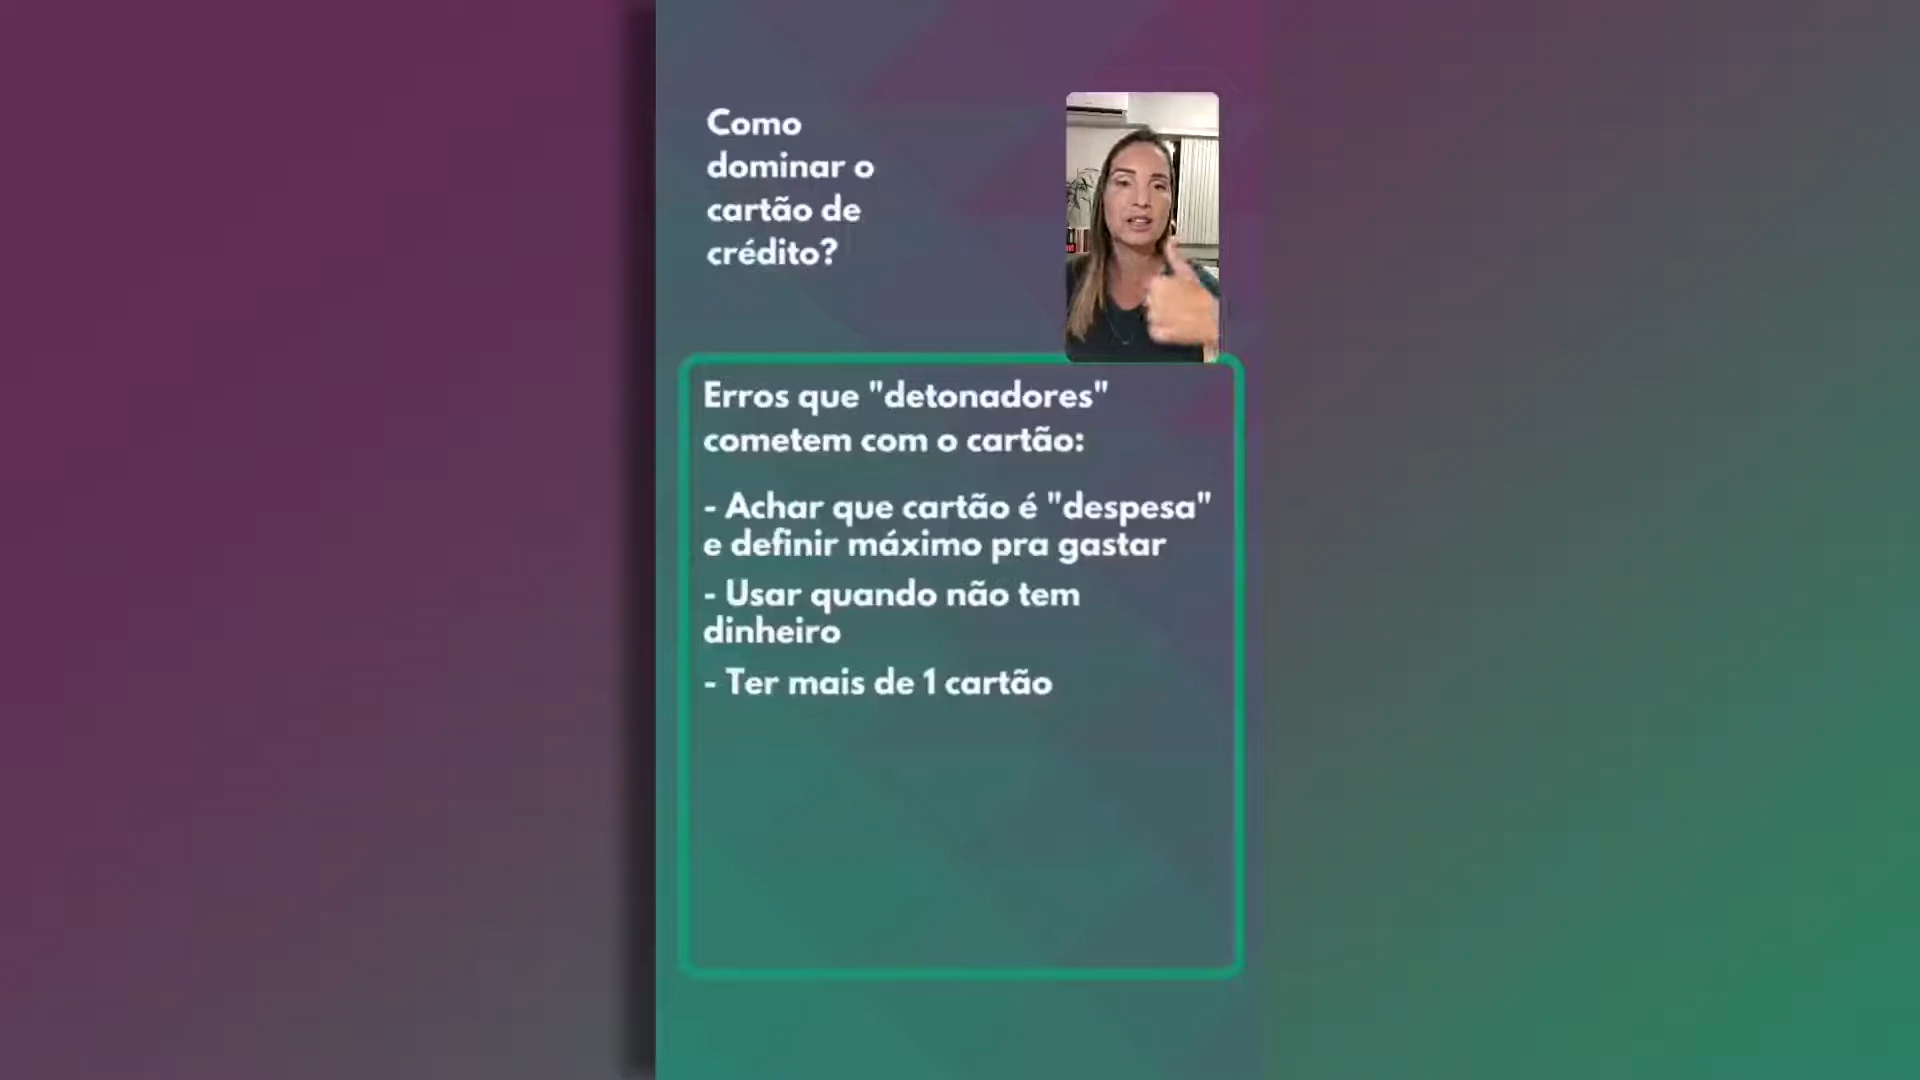 Como
dominar o
cartão de
crédito?
Erros que "detonadores"
cometem com o cartão:
- Achar que cartão é "despesa"
e definir máximo pra gastar
- Usar quando não tem
dinheiro
- Ter mais de 1 cartão